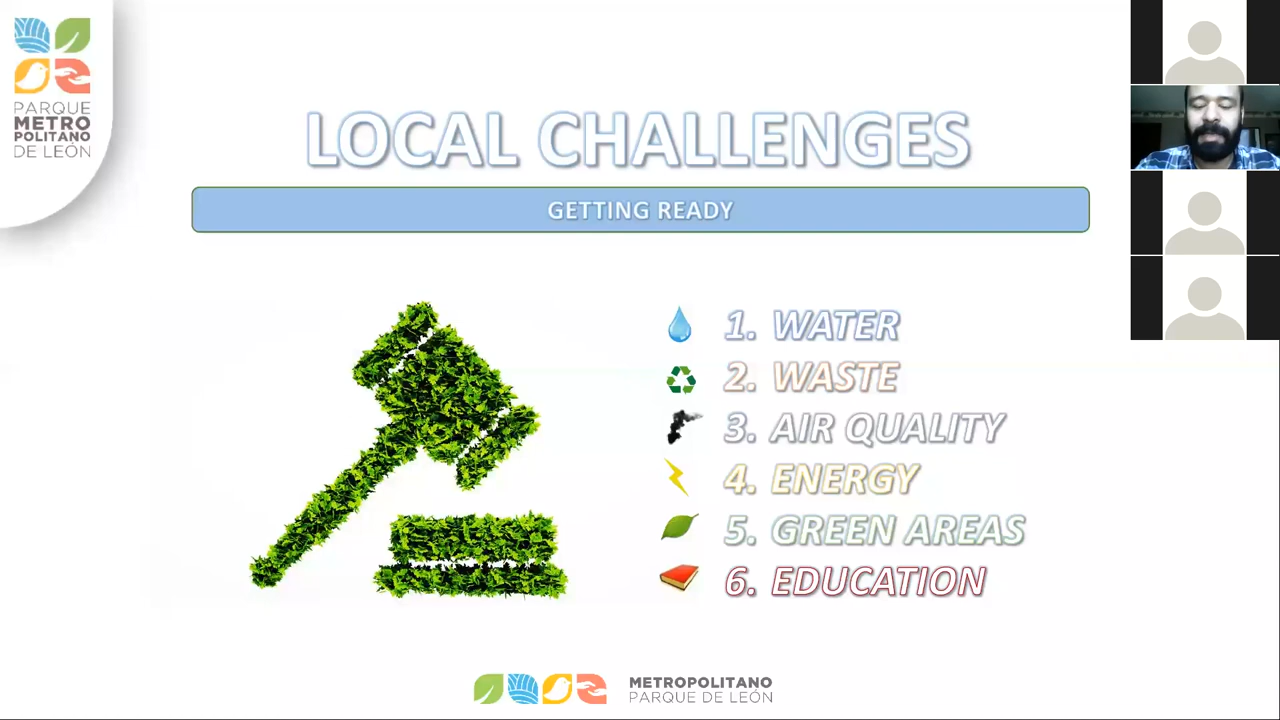 PARQUE
METRO
POLITANO
DE LEÓN
LOCAL CHALLENGES
GETTING READY
1. WATER
2. WASTE
3. AIR QUALITY
4. ENERGY
5. GREEN AREAS
6. EDUCATION
METROPOLITANO
PARQUE DE LEÓN